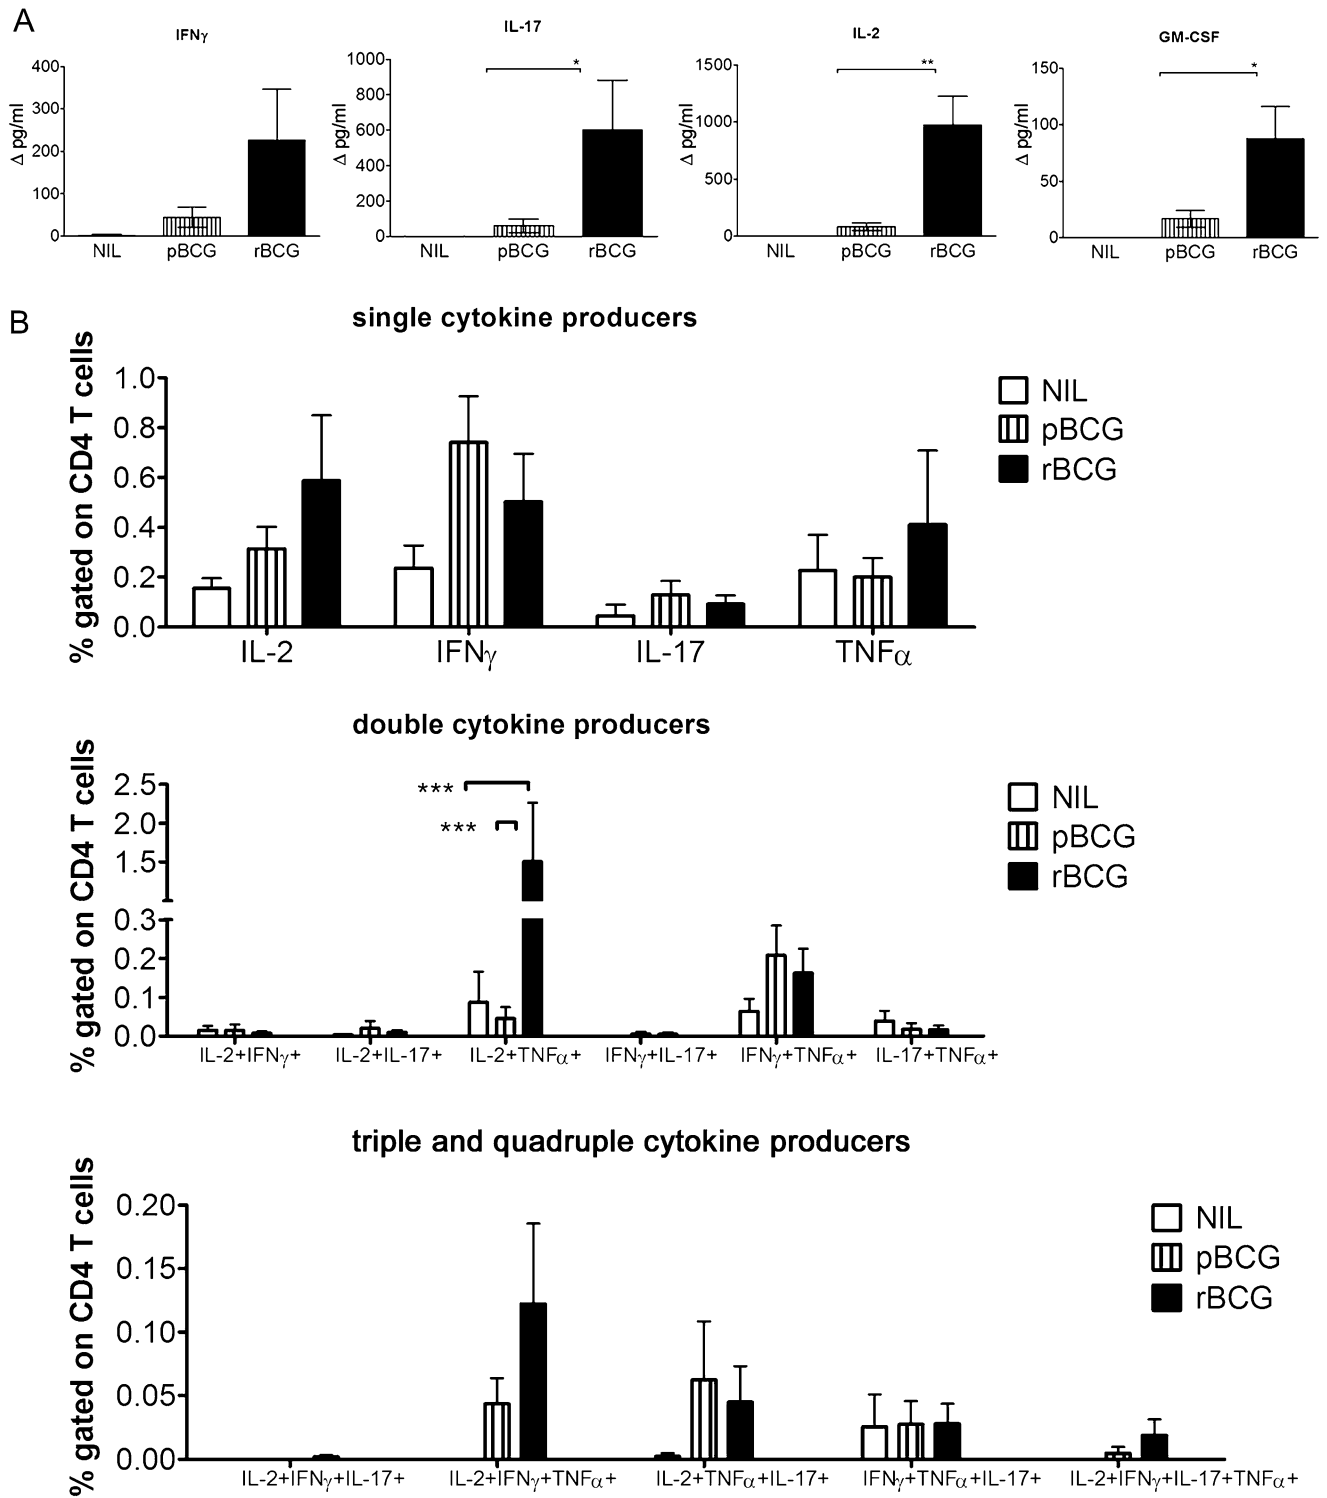 A
IFNγ
IL-17
IL-2
GM-CSF
Δ pg/ml
400
300
200
100
0
NIL pBCG rBCG
Δ pg/ml
1000
800
600
400
200
0
*
NIL pBCG rBCG
Δ pg/ml
1500
1000
500
0
**
NIL pBCG rBCG
Δ pg/ml
150
100
50
0
*
NIL pBCG rBCG
B
single cytokine producers
% gated on CD4 T cells
1.0
0.8
0.6
0.4
0.2
0.0
IL-2 IFNγ IL-17 TNFα
NIL
pBCG
rBCG
double cytokine producers
% gated on CD4 T cells
2.5
2.0
1.5
0.3
0.2
0.1
0.0
***
***
IL-2+IFNγ+ IL-2+IL-17+ IL-2+TNFα+ IFNγ+IL-17+ IFNγ+TNFα+ IL-17+TNFα+
NIL
pBCG
rBCG
triple and quadruple cytokine producers
% gated on CD4 T cells
0.20
0.15
0.10
0.05
0.00
IL-2+IFNγ+IL-17+ IL-2+IFNγ+TNFα+ IL-2+TNFα+IL-17+ IFNγ+TNFα+IL-17+ IL-2+IFNγ+IL-17+TNFα+
NIL
pBCG
rBCG